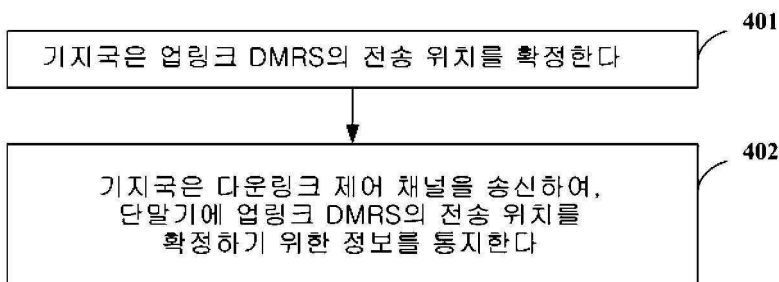 401
기지국은 업링크 DMRS의 전송 위치를 확정한다
402
기지국은 다운링크 제어 채널을 송신하여,
단말기에 업링크 DMRS의 전송 위치를
확정하기 위한 정보를 통지한다